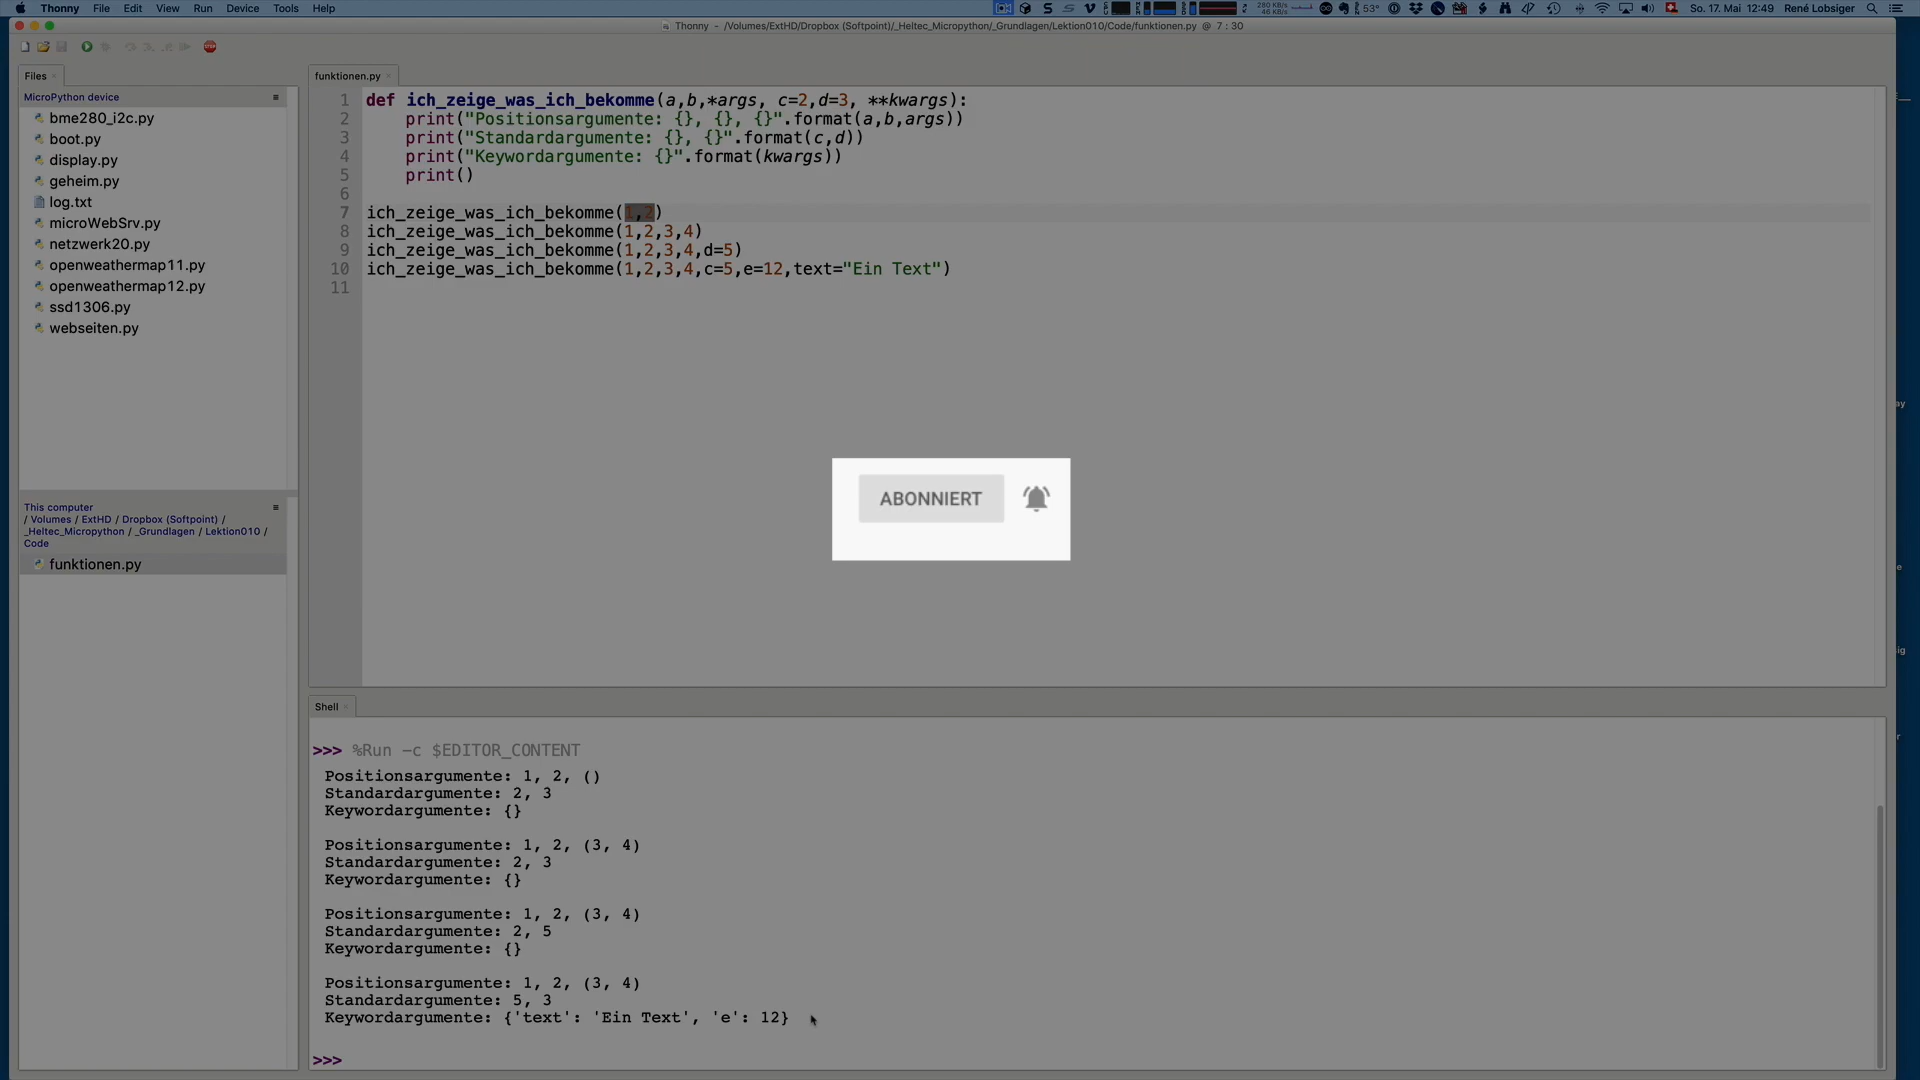 Thonny File Edit View Run Device Tools Help
280 KB/s
46 KB/s
53°
So. 17. Mai 12:49 René Lobsiger
Thonny - /Volumes/ExtHD/Dropbox (Softpoint)/_Heltec_Micropython/_Grundlagen/Lektion010/Code/funktionen.py @ 7 : 30
STOP
Files
MicroPython device
bme280_i2c.py
boot.py
display.py
geheim.py
log.txt
microWebSrv.py
netzwerk20.py
openweathermap11.py
openweathermap12.py
ssd1306.py
webseiten.py
This computer
/ Volumes / ExtHD / Dropbox (Softpoint) /
_Heltec_Micropython / _Grundlagen / Lektion010 /
Code
funktionen.py
funktionen.py
1 def ich_zeige_was_ich_bekomme(a,b,*args, c=2,d=3, **kwargs):
2 print("Positionsargumente: {}, {}, {}".format(a,b,args))
3 print("Standardargumente: {}, {}".format(c,d))
4 print("Keywordargumente: {}".format(kwargs))
5 print()
6
7 ich_zeige_was_ich_bekomme(1,2)
8 ich_zeige_was_ich_bekomme(1,2,3,4)
9 ich_zeige_was_ich_bekomme(1,2,3,4,d=5)
10 ich_zeige_was_ich_bekomme(1,2,3,4,c=5,e=12,text="Ein Text")
11
ABONNIERT
Shell
>>> %Run -c $EDITOR_CONTENT
Positionsargumente: 1, 2, ()
Standardargumente: 2, 3
Keywordargumente: {}
Positionsargumente: 1, 2, (3, 4)
Standardargumente: 2, 3
Keywordargumente: {}
Positionsargumente: 1, 2, (3, 4)
Standardargumente: 2, 5
Keywordargumente: {}
Positionsargumente: 1, 2, (3, 4)
Standardargumente: 5, 3
Keywordargumente: {'text': 'Ein Text', 'e': 12}
>>>